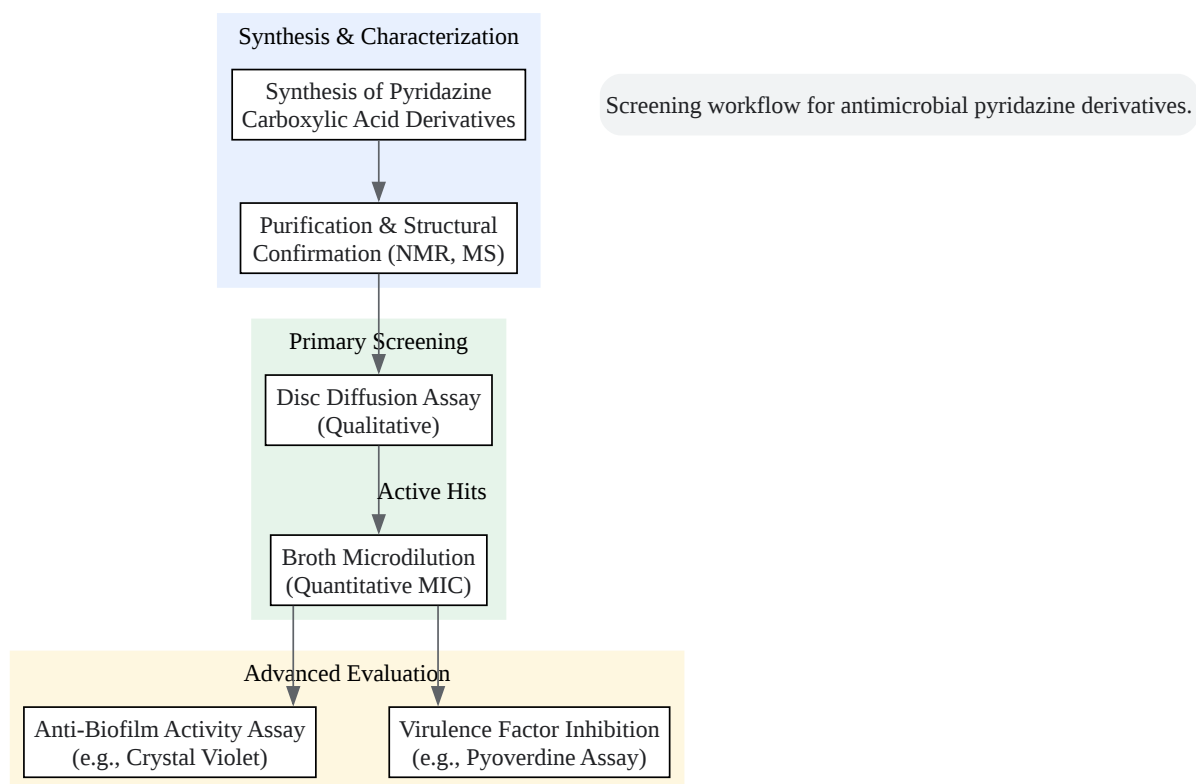 Synthesis & Characterization
Synthesis of Pyridazine
Carboxylic Acid Derivatives
Screening workflow for antimicrobial pyridazine derivatives.
Purification & Structural
Confirmation (NMR, MS)
Primary Screening
Disc Diffusion Assay
(Qualitative)
Active Hits
Broth Microdilution
(Quantitative MIC)
Advanced Evaluation
Anti-Biofilm Activity Assay
(e.g., Crystal Violet)
Virulence Factor Inhibition
(e.g., Pyoverdine Assay)